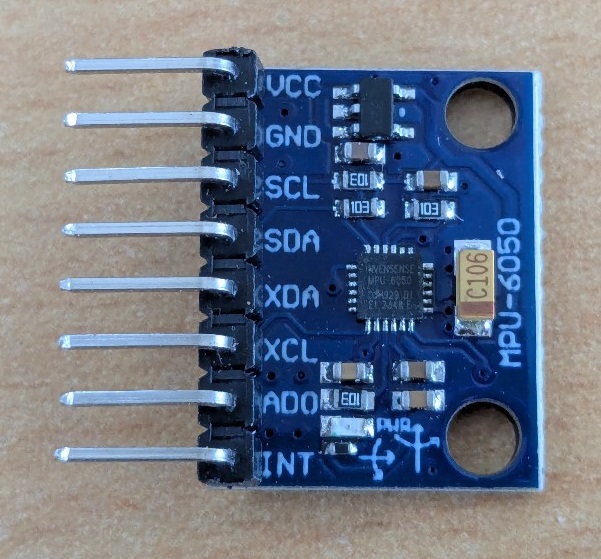 VCC
GND
SCL
SDA
XDA
XCL
AD0
INT
E01
103
103
INVENSENSE
MPU-6050
C106
MPU-6050
E01
PWR